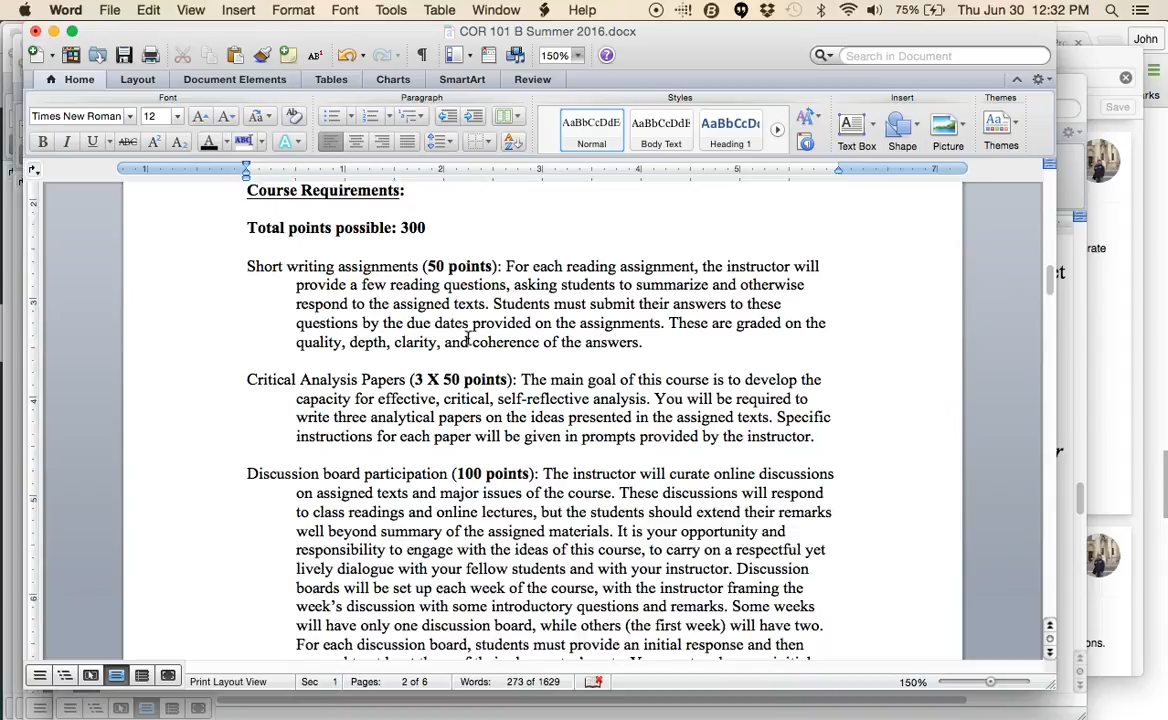 Word File Edit View Insert Format Font Tools Table Window Help 75% Thu Jun 30 12:32 PM
COR 101 B Summer 2016.docx
John
150% Search in Document
Home Layout Document Elements Tables Charts SmartArt Review
arks
Font Paragraph Styles Insert Themes
Save
Times New Roman 12 A A Aa
AaBbCcDdE AaBbCcDdE AaBbCcDc
B I U ABC A2 A2 A ABC A
Normal Body Text Heading 1 Text Box Shape Picture Themes
1 1 2 3 4 5 7
Course Requirements:
Total points possible: 300
erate
Short writing assignments (50 points): For each reading assignment, the instructor will
provide a few reading questions, asking students to summarize and otherwise
respond to the assigned texts. Students must submit their answers to these
questions by the due dates provided on the assignments. These are graded on the
quality, depth, clarity, and coherence of the answers.
Critical Analysis Papers (3 X 50 points): The main goal of this course is to develop the
capacity for effective, critical, self-reflective analysis. You will be required to
write three analytical papers on the ideas presented in the assigned texts. Specific
instructions for each paper will be given in prompts provided by the instructor.
Discussion board participation (100 points): The instructor will curate online discussions
on assigned texts and major issues of the course. These discussions will respond
to class readings and online lectures, but the students should extend their remarks
well beyond summary of the assigned materials. It is your opportunity and
responsibility to engage with the ideas of this course, to carry on a respectful yet
lively dialogue with your fellow students and with your instructor. Discussion
boards will be set up each week of the course, with the instructor framing the
week's discussion with some introductory questions and remarks. Some weeks
will have only one discussion board, while others (the first week) will have two.
For each discussion board, students must provide an initial response and then
ons.
Print Layout View Sec 1 Pages: 2 of 6 Words: 273 of 1629 150%